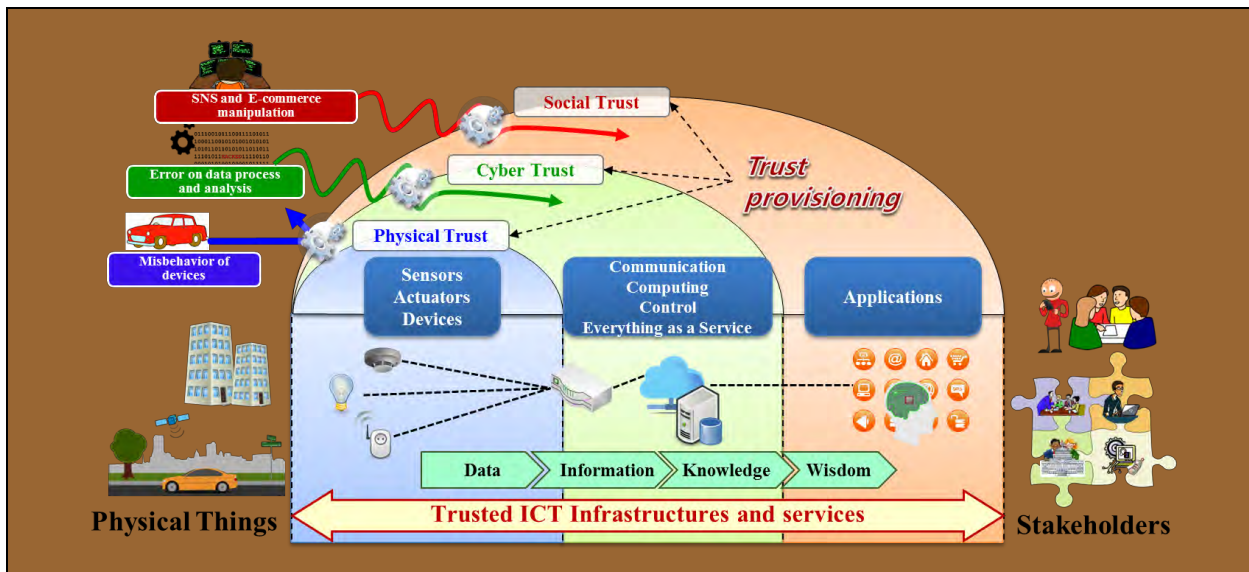 SNS and E-commerce
manipulation
Social Trust
Error on data process
and analysis
Cyber Trust
Trust
provisioning
Misbehavior of
devices
Physical Trust
Sensors
Actuators
Devices
Communication
Computing
Control
Everything as a Service
Applications
Data
Information
Knowledge
Wisdom
Trusted ICT Infrastructures and services
Physical Things
Stakeholders